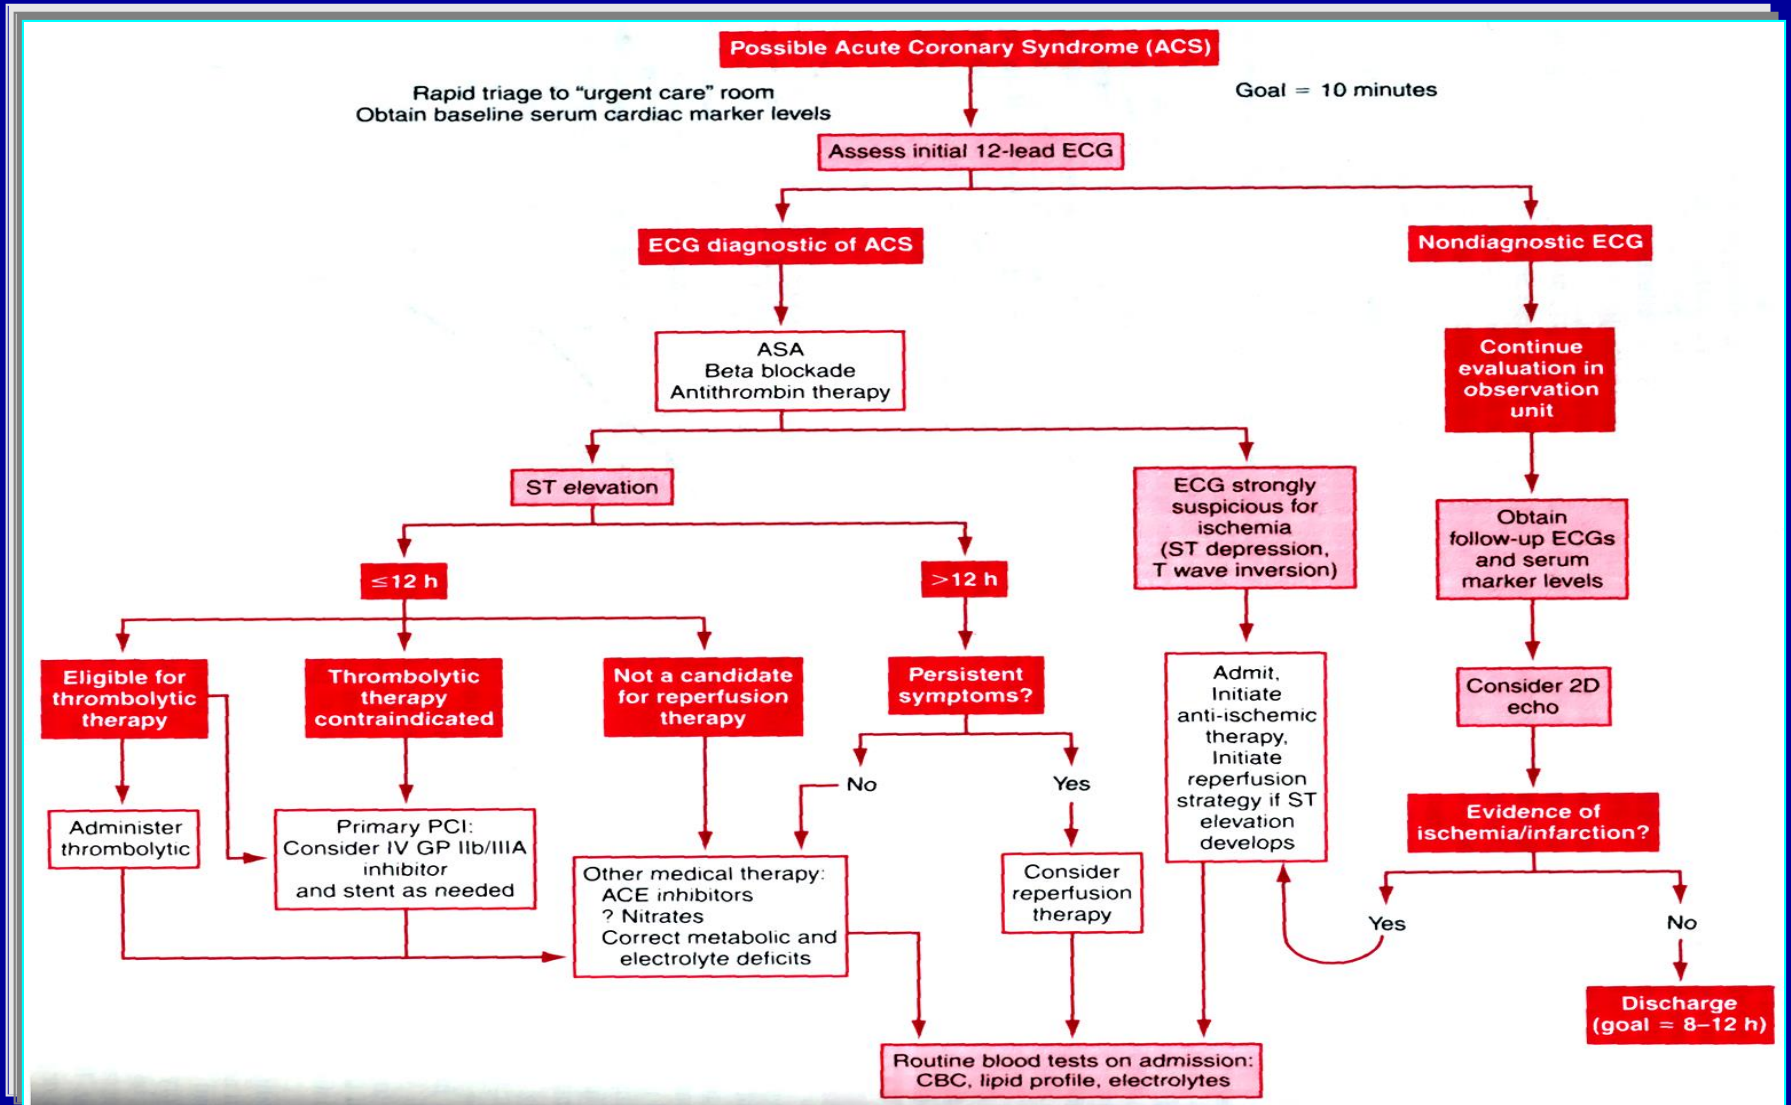 Possible Acute Coronary Syndrome (ACS)
Rapid triage to “urgent care” room
Obtain baseline serum cardiac marker levels
Goal = 10 minutes
Assess initial 12-lead ECG
ECG diagnostic of ACS
Nondiagnostic ECG
ASA
Beta blockade
Antithrombin therapy
Continue
evaluation in
observation
unit
ST elevation
ECG strongly
suspicious for
ischemia
(ST depression,
T wave inversion)
Obtain
follow-up ECGs
and serum
marker levels
≤12 h
>12 h
Eligible for
thrombolytic
therapy
Thrombolytic
therapy
contraindicated
Not a candidate
for reperfusion
therapy
Persistent
symptoms?
Admit,
Initiate
anti-ischemic
therapy,
Initiate
reperfusion
strategy if ST
elevation
develops
Consider 2D
echo
No
Yes
Administer
thrombolytic
Primary PCI:
Consider IV GP IIb/IIIA
inhibitor
and stent as needed
Other medical therapy:
ACE inhibitors
? Nitrates
Correct metabolic and
electrolyte deficits
Consider
reperfusion
therapy
Evidence of
ischemia/infarction?
Yes
No
Discharge
(goal = 8–12 h)
Routine blood tests on admission:
CBC, lipid profile, electrolytes